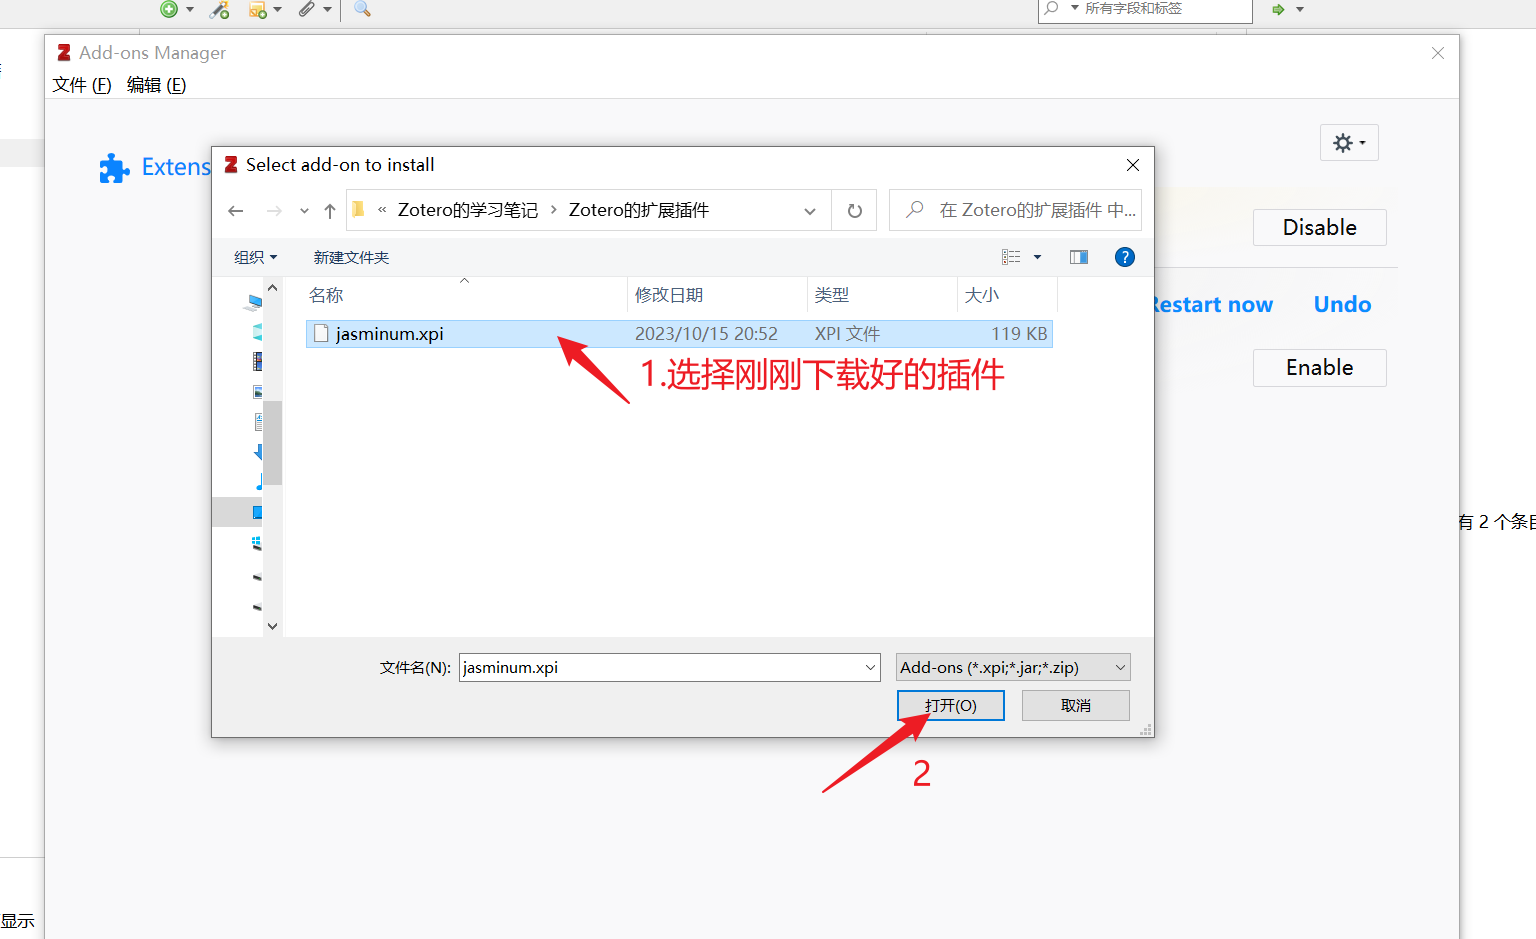 所有字段和标签
Add-ons Manager
文件 (F) 编辑 (E)
Extens
Select add-on to install
« Zotero的学习笔记 › Zotero的扩展插件
在 Zotero的扩展插件 中...
Disable
组织 新建文件夹
名称 修改日期 类型 大小
Restart now Undo
jasminum.xpi 2023/10/15 20:52 XPI 文件 119 KB
1.选择刚刚下载好的插件
Enable
有 2 个条目
文件名(N): jasminum.xpi Add-ons (*.xpi;*.jar;*.zip)
打开(O) 取消
2
显示